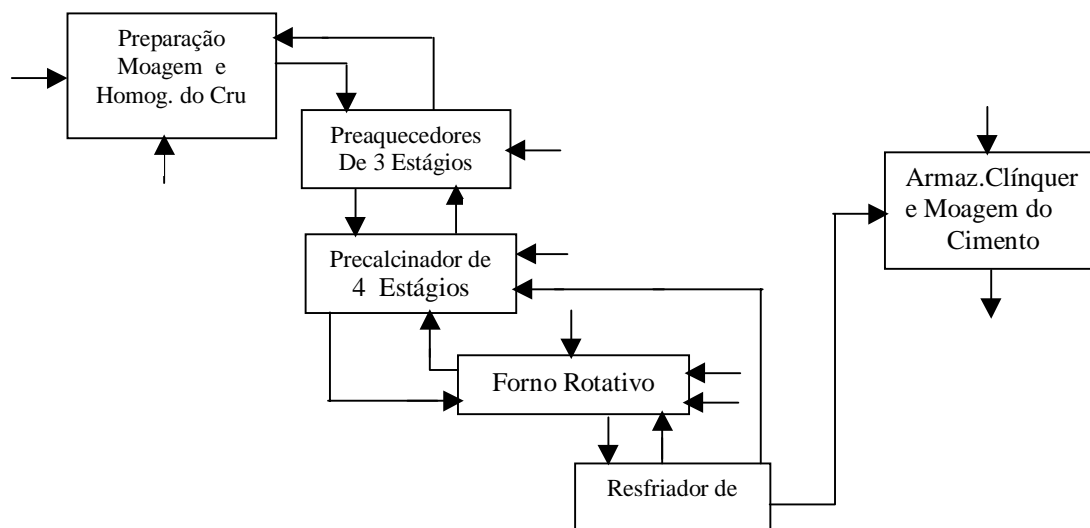 Preparação
Moagem e
Homog. do Cru
Preaquecedores
De 3 Estágios
Armaz.Clínquer
e Moagem do
Cimento
Precalcinador de
4 Estágios
Forno Rotativo
Resfriador de